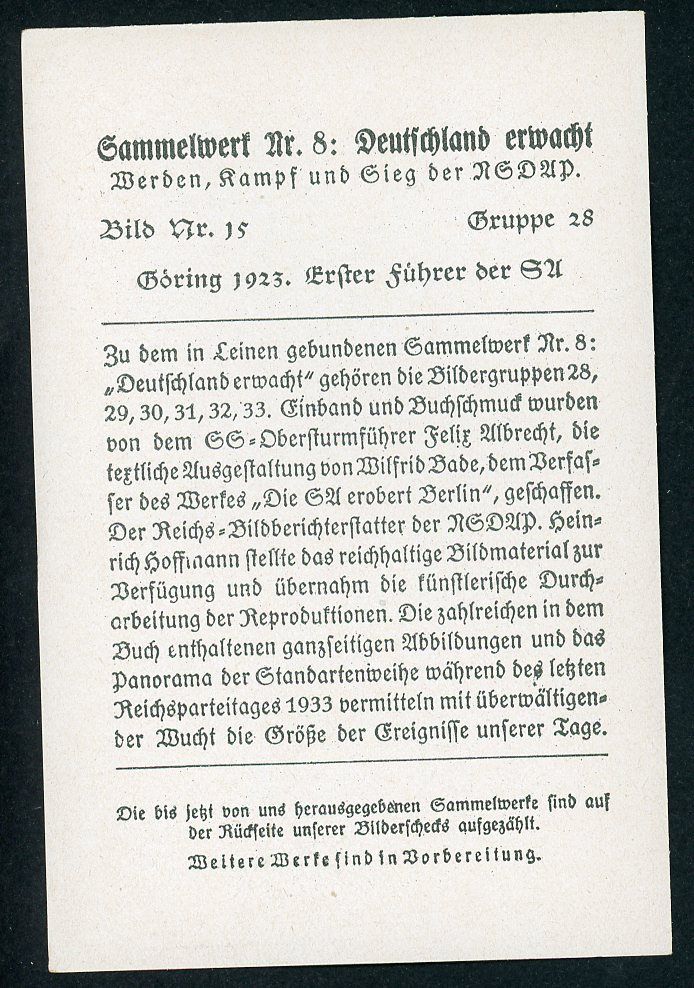 Sammelwerk Nr. 8: Deutschland erwacht
Werden, Kampf und Sieg der NSDAP.
Bild Nr. 15 Gruppe 28
Göring 1923. Erster Führer der SA
Zu dem in Leinen gebundenen Sammelwerk Nr. 8:
„Deutschland erwacht“ gehören die Bildergruppen 28,
29, 30, 31, 32, 33. Einband und Buchschmuck wurden
von dem SS-Obersturmführer Felix Albrecht, die
textliche Ausgestaltung von Wilfrid Bade, dem Verfas-
ser des Werkes „Die SA erobert Berlin“, geschaffen.
Der Reichs-Bildberichterstatter der NSDAP. Hein-
rich Hoffmann stellte das reichhaltige Bildmaterial zur
Verfügung und übernahm die künstlerische Durch-
arbeitung der Reproduktionen. Die zahlreichen in dem
Buch enthaltenen ganzseitigen Abbildungen und das
Panorama der Standartenweihe während des letzten
Reichsparteitages 1933 vermitteln mit überwältigen-
der Wucht die Größe der Ereignisse unserer Tage.
Die bis jetzt von uns herausgegebenen Sammelwerke sind auf
der Rückseite unserer Bilderschecks aufgezählt.
Weitere Werke sind in Vorbereitung.